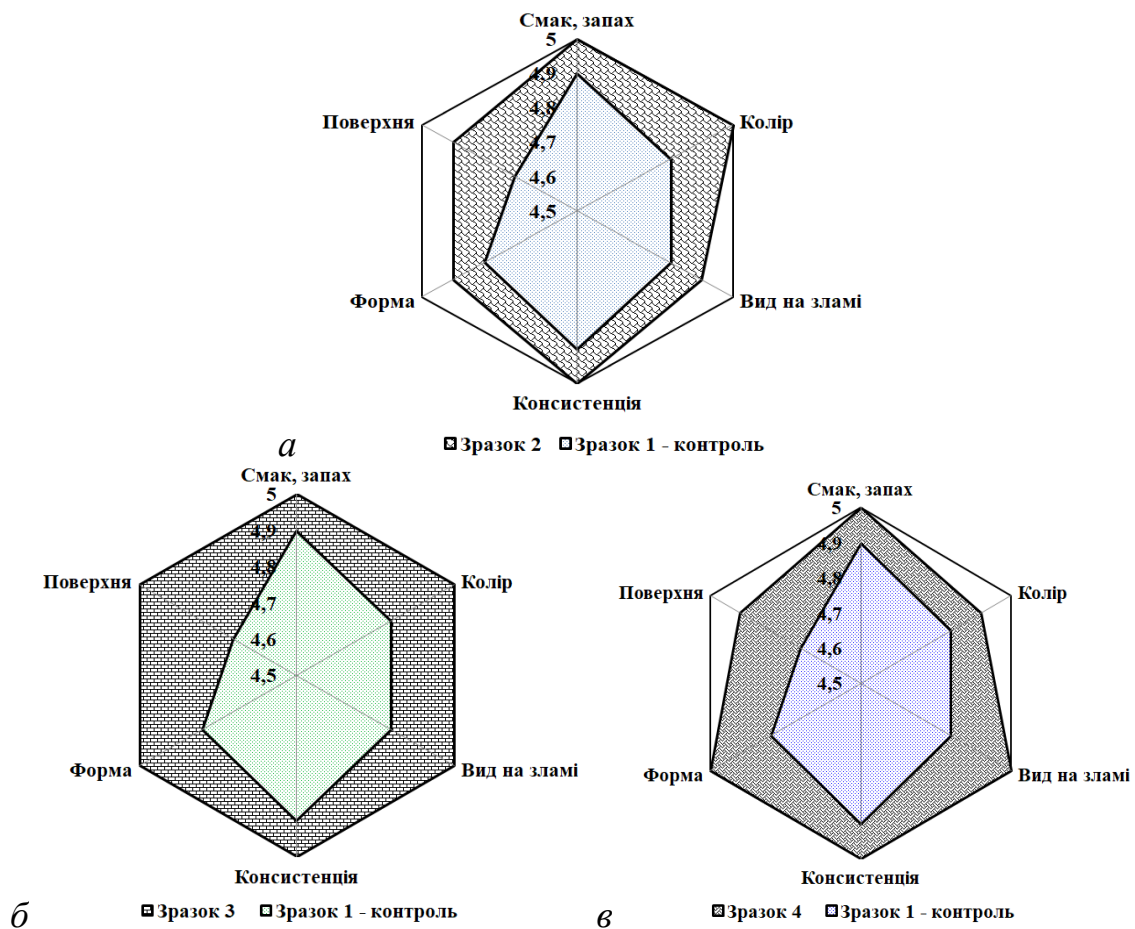 Смак, запах
5
4,9
4,8
4,7
4,6
4,5
Поверхня
Колір
Форма
Вид на зламі
Консистенція
а
Зразок 2 Зразок 1 - контроль
Смак, запах
5
4,9
4,8
4,7
4,6
4,5
Поверхня
Колір
Форма
Вид на зламі
Консистенція
б
Зразок 3 Зразок 1 - контроль
Смак, запах
5
4,9
4,8
4,7
4,6
4,5
Поверхня
Колір
Форма
Вид на зламі
Консистенція
в
Зразок 4 Зразок 1 - контроль